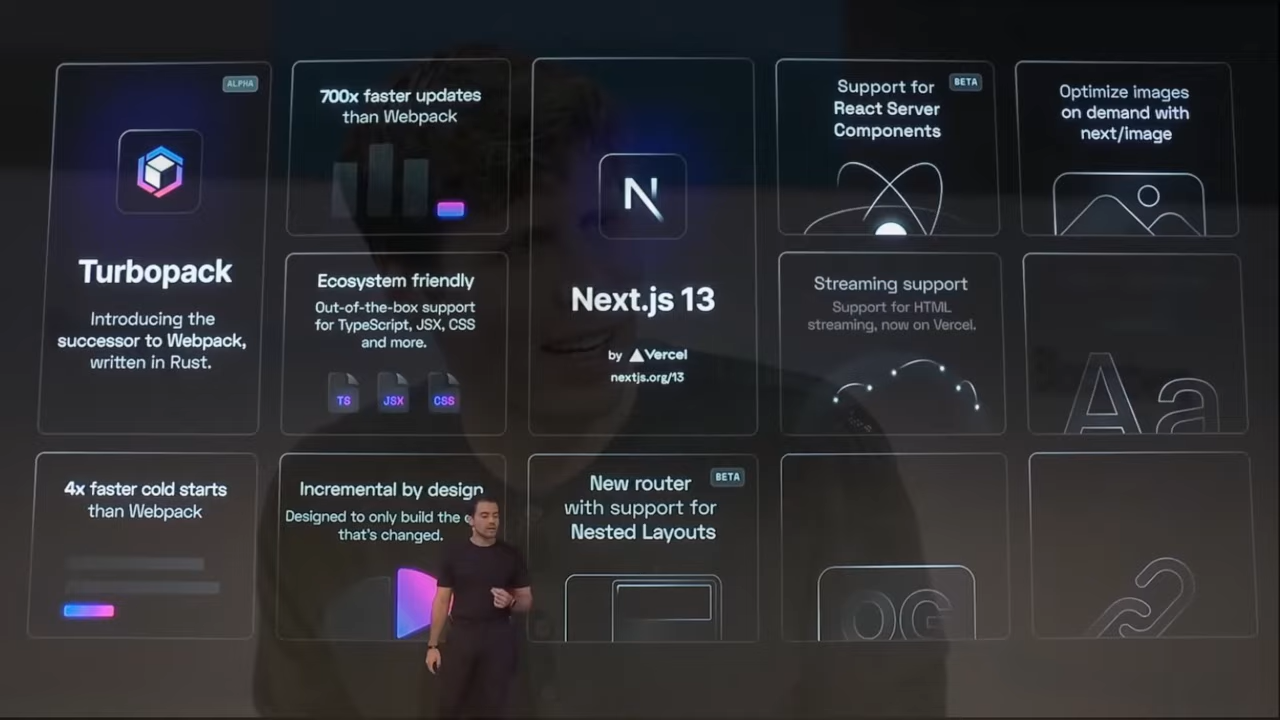 ALPHA
Turbopack
Introducing the
successor to Webpack,
written in Rust.
700x faster updates
than Webpack
Ecosystem friendly
Out-of-the-box support
for TypeScript, JSX, CSS
and more.
TS
JSX
CSS
Next.js 13
by Vercel
nextjs.org/13
Support for
React Server
Components
BETA
Optimize images
on demand with
next/image
Streaming support
Support for HTML
streaming, now on Vercel.
Aa
4x faster cold starts
than Webpack
Incremental by design
Designed to only build the
that's changed.
New router
with support for
Nested Layouts
BETA
OG